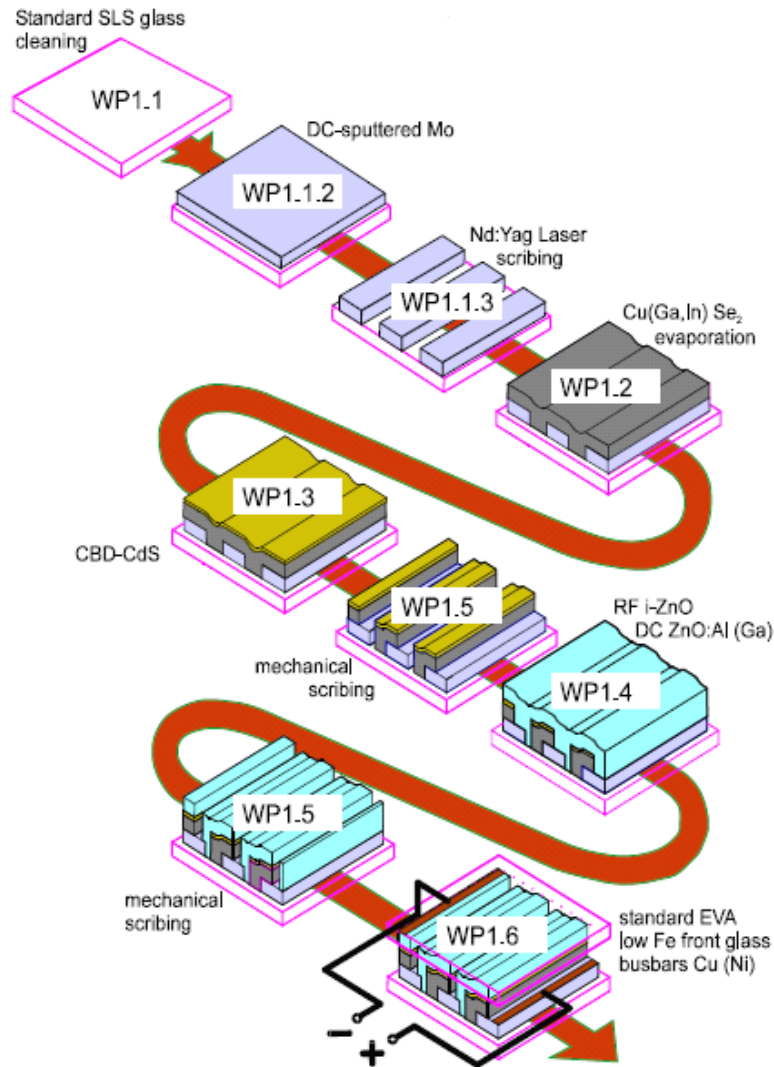 Standard SLS glass
cleaning
WP1.1
DC-sputtered Mo
WP1.1.2
Nd:Yag Laser
scribing
WP1.1.3
Cu(Ga,In) Se₂
evaporation
WP1.2
WP1.3
CBD-CdS
WP1.5
mechanical
scribing
RF i-ZnO
DC ZnO:Al (Ga)
WP1.4
WP1.5
mechanical
scribing
WP1.6
standard EVA
low Fe front glass
busbars Cu (Ni)
−
+